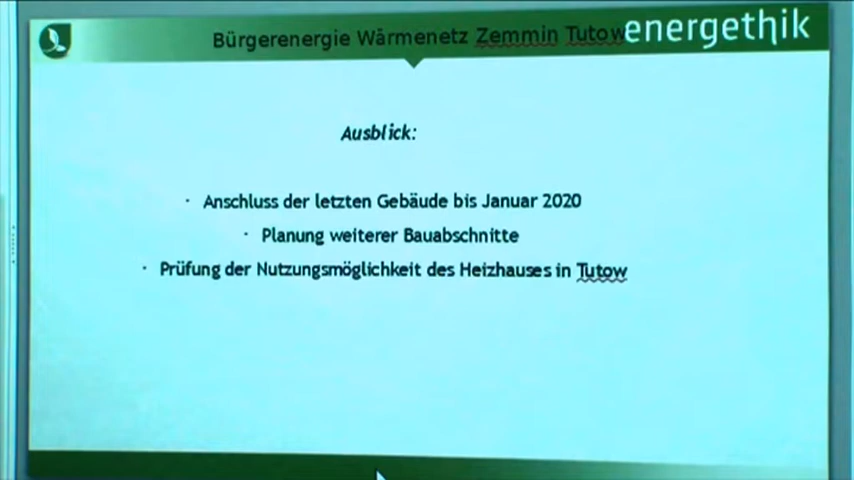 Bürgerenergie Wärmenetz Zemmin Tutow
energethik
Ausblick:
· Anschluss der letzten Gebäude bis Januar 2020
· Planung weiterer Bauabschnitte
· Prüfung der Nutzungsmöglichkeit des Heizhauses in Tutow